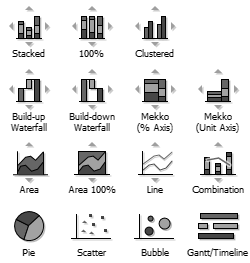 Stacked 100% Clustered
Build-up Build-down Mekko Mekko
Waterfall Waterfall (% Axis) (Unit Axis)
Area Area 100% Line Combination
Pie Scatter Bubble Gantt/Timeline